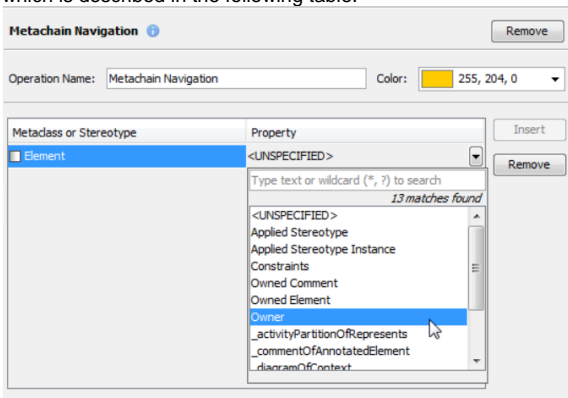 which is described in the following table.
Metachain Navigation
Remove
Operation Name: Metachain Navigation Color: 255, 204, 0
Metaclass or Stereotype Property Insert
Element <UNSPECIFIED> Remove
Type text or wildcard (*, ?) to search
13 matches found
<UNSPECIFIED>
Applied Stereotype
Applied Stereotype Instance
Constraints
Owned Comment
Owned Element
Owner
_activityPartitionOfRepresents
_commentOfAnnotatedElement
_diagramOfContext